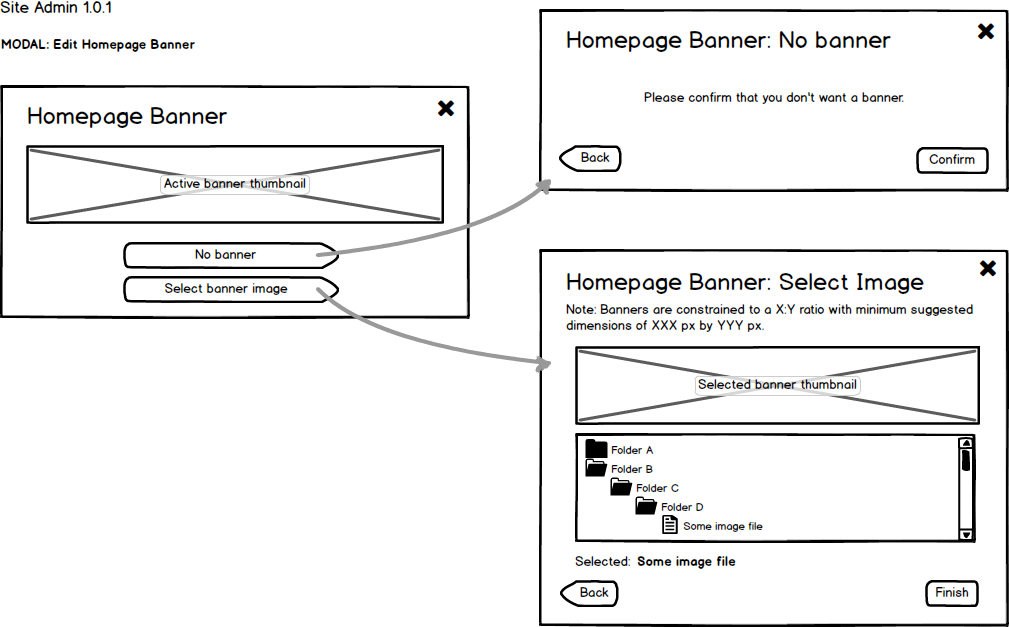 Site Admin 1.0.1
MODAL: Edit Homepage Banner
Homepage Banner
Active banner thumbnail
No banner
Select banner image
Homepage Banner: No banner
Please confirm that you don't want a banner.
Back
Confirm
Homepage Banner: Select Image
Note: Banners are constrained to a X:Y ratio with minimum suggested
dimensions of XXX px by YYY px.
Selected banner thumbnail
Folder A
Folder B
Folder C
Folder D
Some image file
Selected: Some image file
Back
Finish